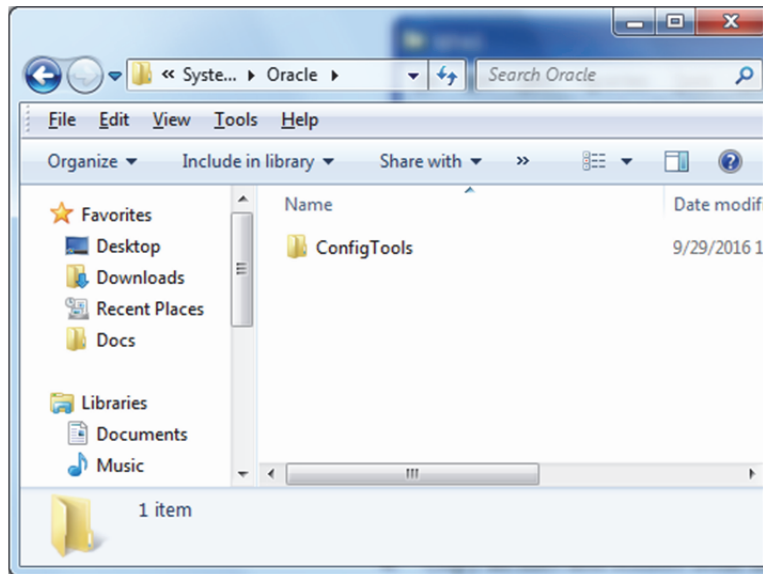 « Syste... ▸ Oracle ▸ Search Oracle
File Edit View Tools Help
Organize Include in library Share with »
Name Date modifi
Favorites
Desktop
Downloads
Recent Places
Docs
Libraries
Documents
Music
ConfigTools 9/29/2016 1
1 item